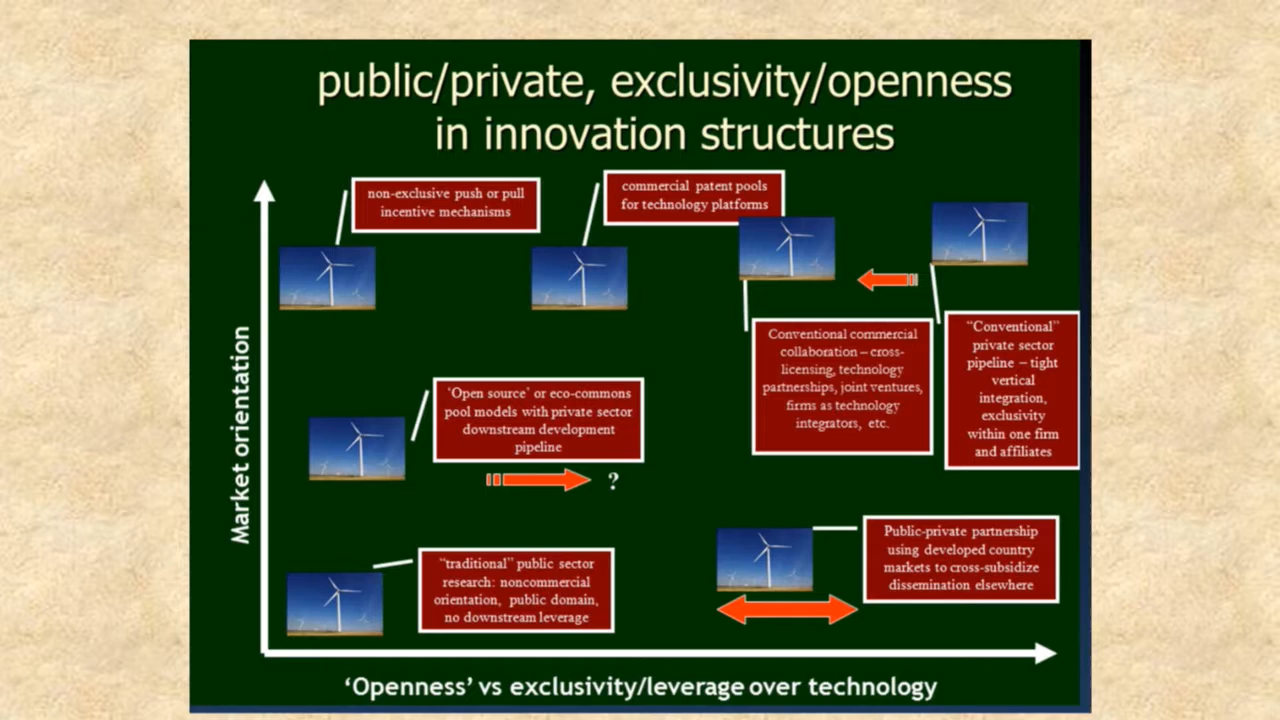 public/private, exclusivity/openness
in innovation structures
non-exclusive push or pull
incentive mechanisms
commercial patent pools
for technology platforms
Conventional commercial
collaboration – cross-
licensing, technology
partnerships, joint ventures,
firms as technology
integrators, etc.
“Conventional”
private sector
pipeline – tight
vertical
integration,
exclusivity
within one firm
and affiliates
Market orientation
‘Open source’ or eco-commons
pool models with private sector
downstream development
pipeline
?
“traditional” public sector
research: noncommercial
orientation, public domain,
no downstream leverage
Public-private partnership
using developed country
markets to cross-subsidize
dissemination elsewhere
‘Openness’ vs exclusivity/leverage over technology